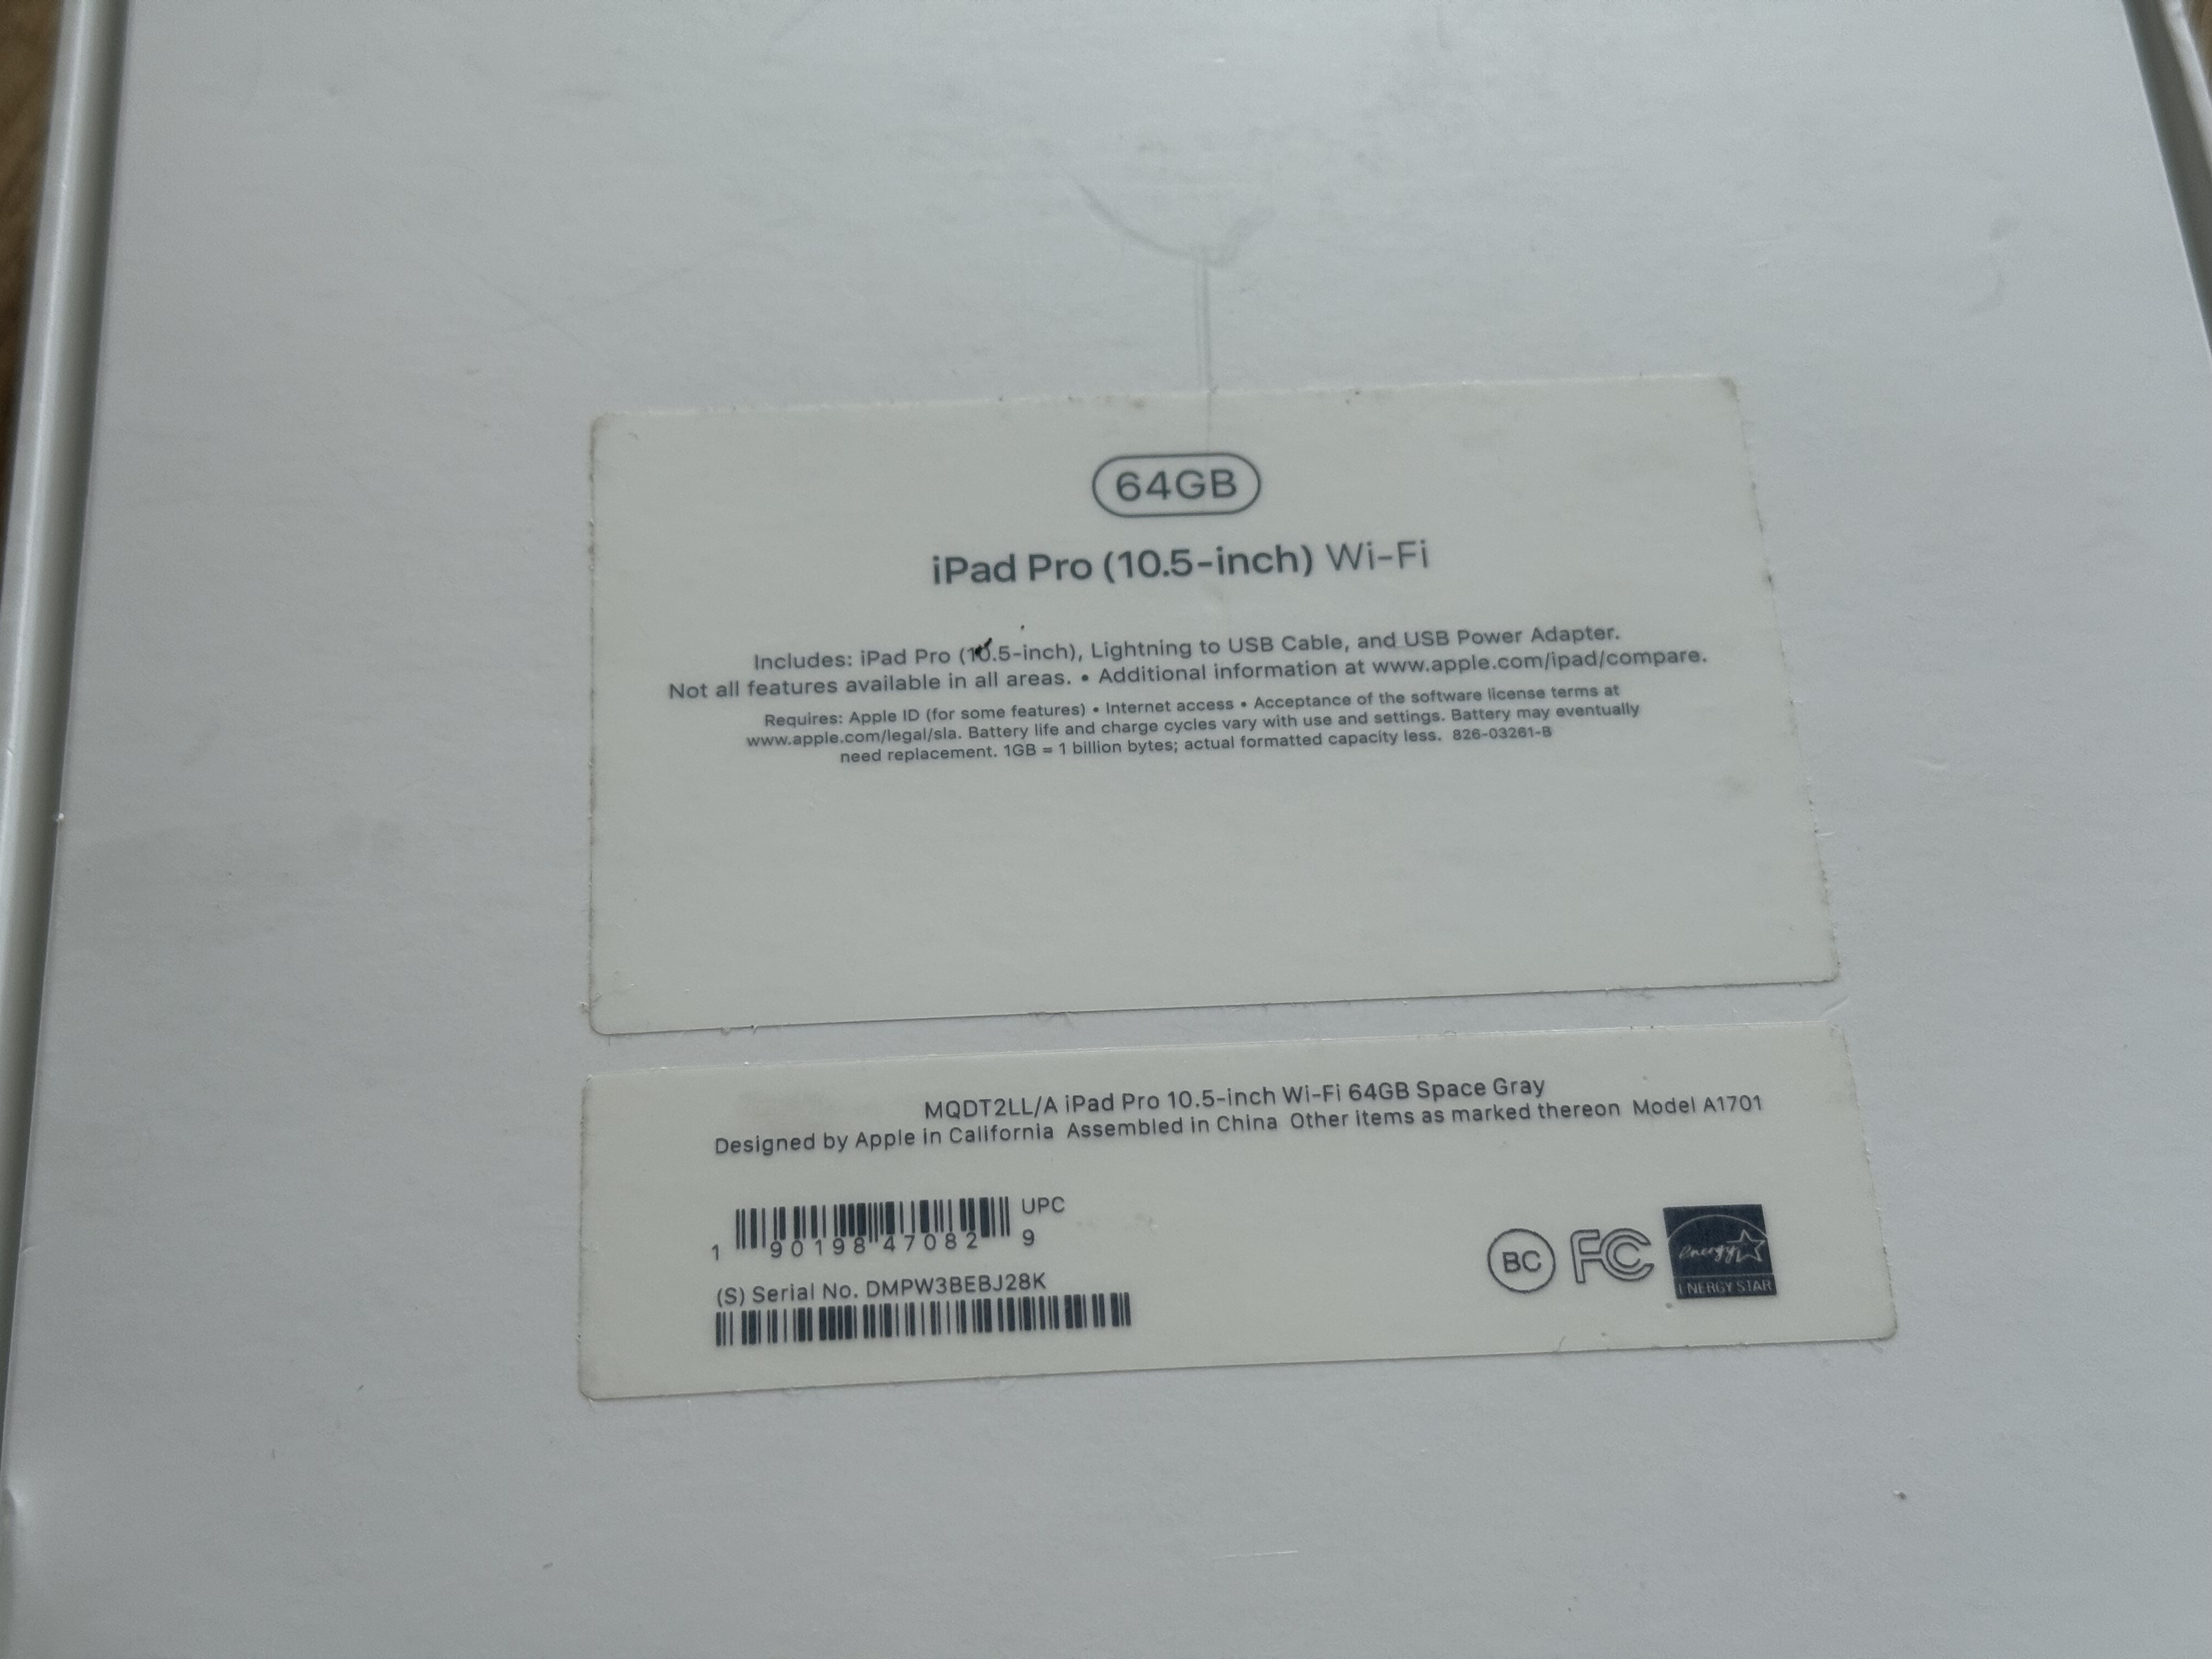 64GB
iPad Pro (10.5-inch) Wi-Fi
Includes: iPad Pro (10.5-inch), Lightning to USB Cable, and USB Power Adapter.
Not all features available in all areas. • Additional information at www.apple.com/ipad/compare.
Requires: Apple ID (for some features) • Internet access • Acceptance of the software license terms at
www.apple.com/legal/sla. Battery life and charge cycles vary with use and settings. Battery may eventually
need replacement. 1GB = 1 billion bytes; actual formatted capacity less. 826-03261-B
MQDT2LL/A iPad Pro 10.5-inch Wi-Fi 64GB Space Gray
Designed by Apple in California Assembled in China Other items as marked thereon Model A1701
UPC
1 90198 47082 9
(S) Serial No. DMPW3BEBJ28K
BC FC energy
ENERGY STAR